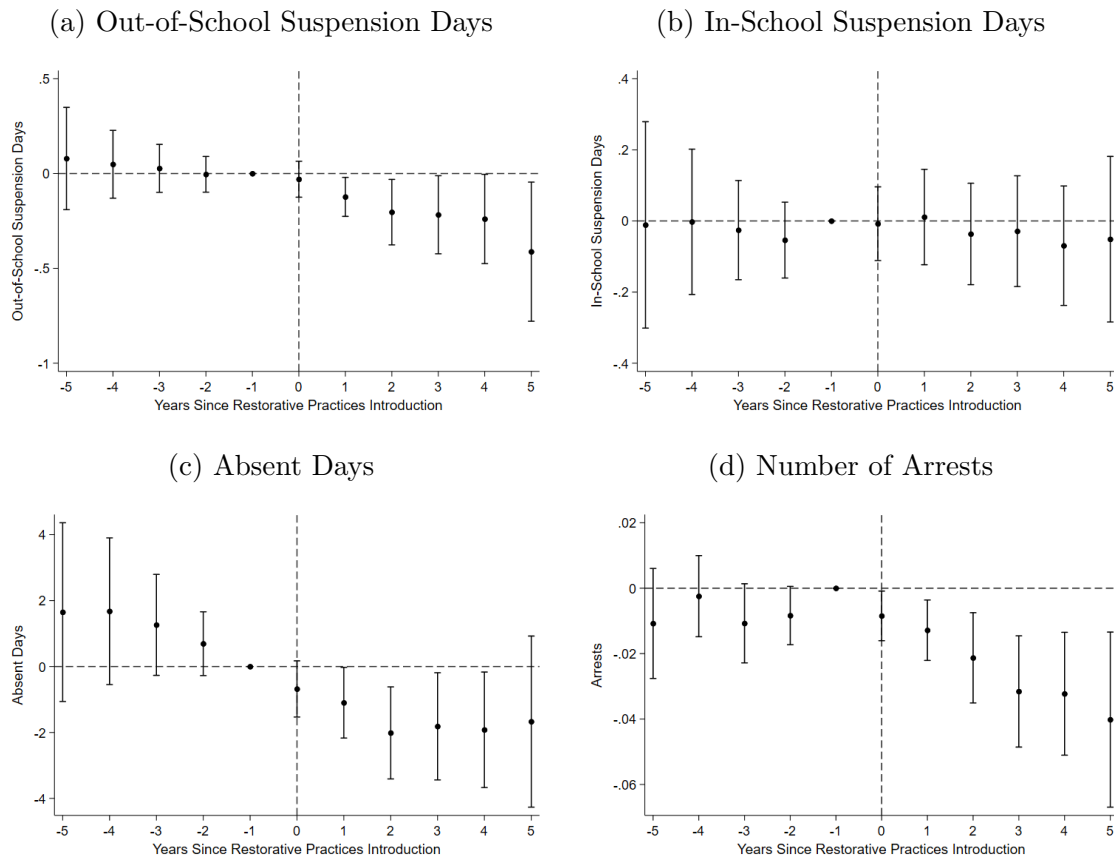 (a) Out-of-School Suspension Days
.5
0
-.5
-1
Out-of-School Suspension Days
-5 -4 -3 -2 -1 0 1 2 3 4 5
Years Since Restorative Practices Introduction
(b) In-School Suspension Days
.4
.2
0
-.2
-.4
In-School Suspension Days
-5 -4 -3 -2 -1 0 1 2 3 4 5
Years Since Restorative Practices Introduction
(c) Absent Days
4
2
0
-2
-4
Absent Days
-5 -4 -3 -2 -1 0 1 2 3 4 5
Years Since Restorative Practices Introduction
(d) Number of Arrests
.02
0
-.02
-.04
-.06
Arrests
-5 -4 -3 -2 -1 0 1 2 3 4 5
Years Since Restorative Practices Introduction